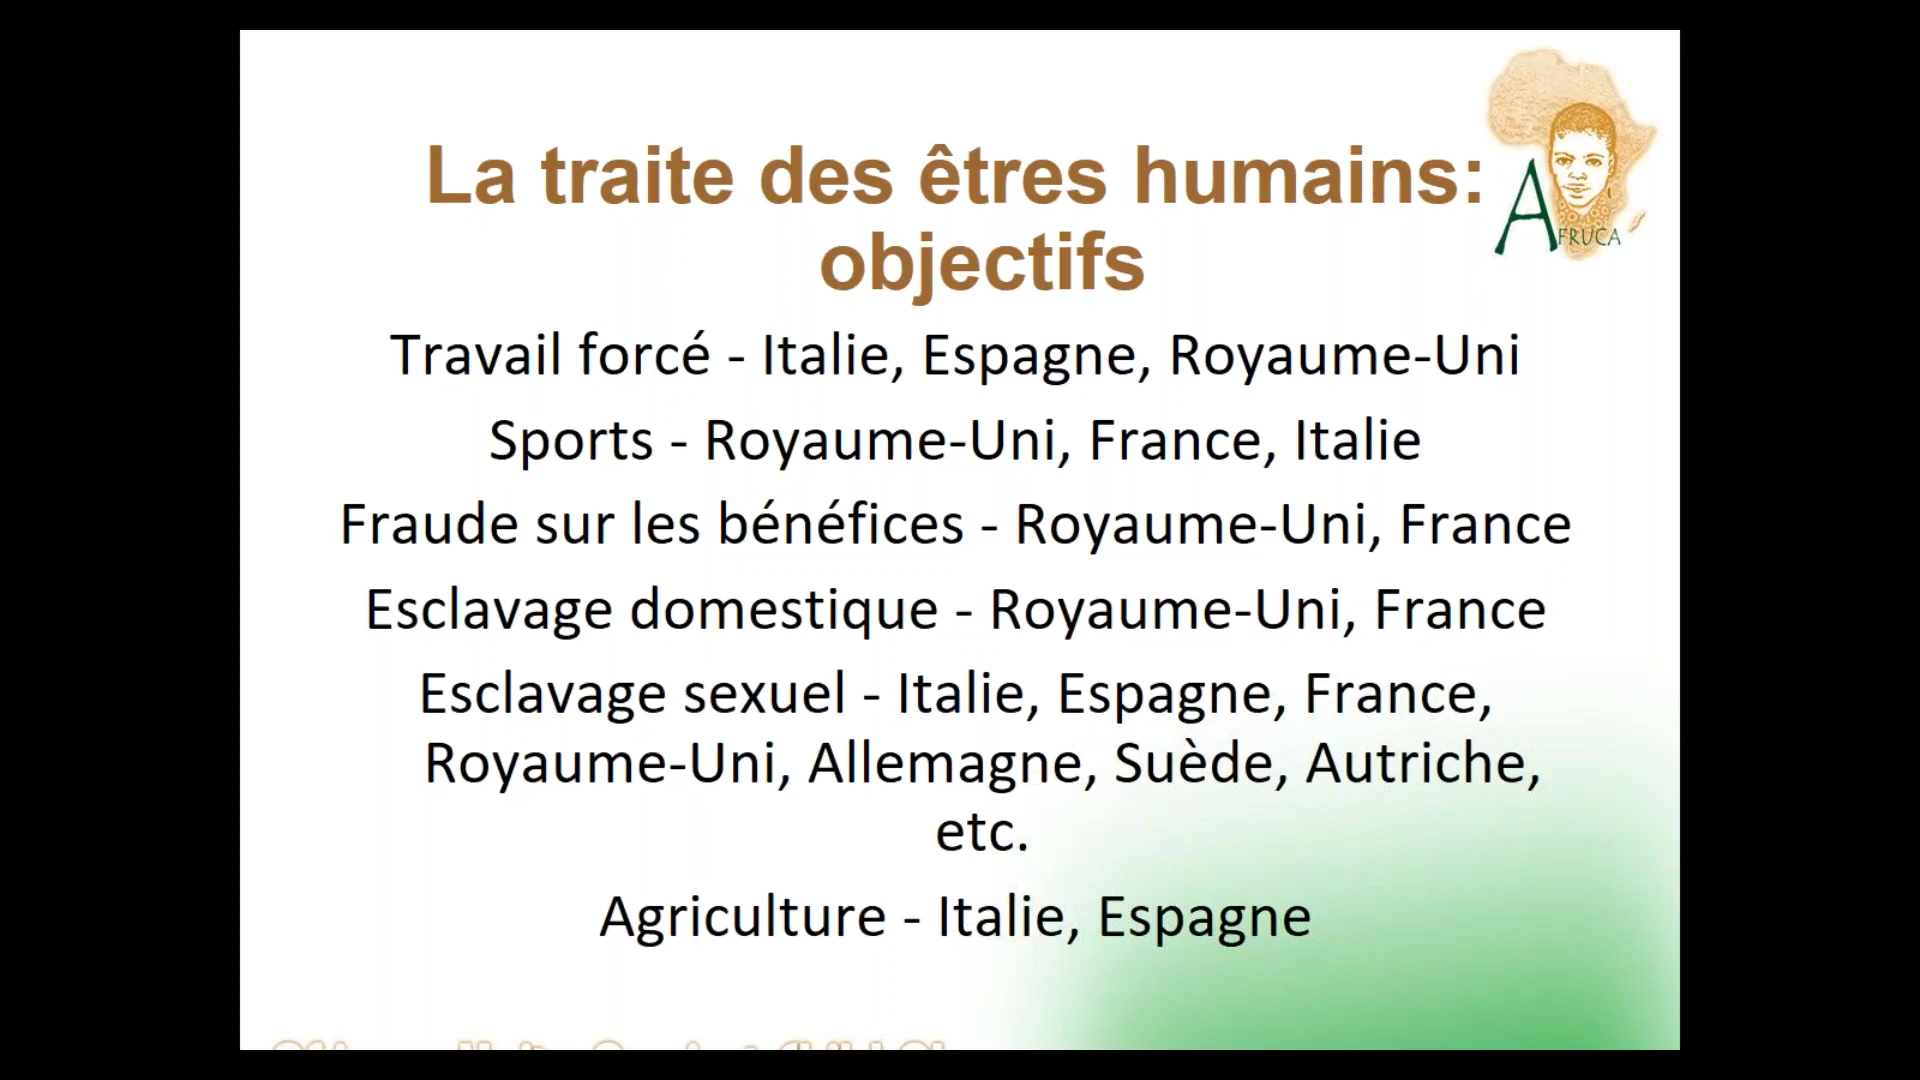 La traite des êtres humains:
objectifs
AFRUCA
Travail forcé - Italie, Espagne, Royaume-Uni
Sports - Royaume-Uni, France, Italie
Fraude sur les bénéfices - Royaume-Uni, France
Esclavage domestique - Royaume-Uni, France
Esclavage sexuel - Italie, Espagne, France,
Royaume-Uni, Allemagne, Suède, Autriche,
etc.
Agriculture - Italie, Espagne